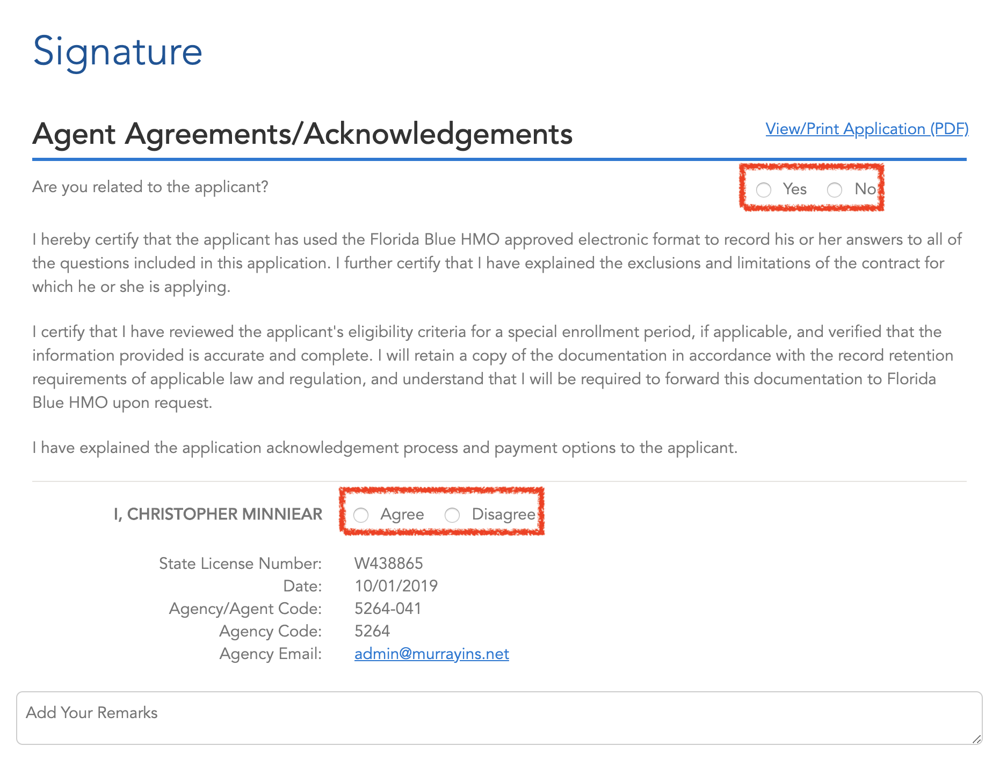 Signature
Agent Agreements/Acknowledgements
View/Print Application (PDF)
Are you related to the applicant?
Yes No
I hereby certify that the applicant has used the Florida Blue HMO approved electronic format to record his or her answers to all of
the questions included in this application. I further certify that I have explained the exclusions and limitations of the contract for
which he or she is applying.
I certify that I have reviewed the applicant's eligibility criteria for a special enrollment period, if applicable, and verified that the
information provided is accurate and complete. I will retain a copy of the documentation in accordance with the record retention
requirements of applicable law and regulation, and understand that I will be required to forward this documentation to Florida
Blue HMO upon request.
I have explained the application acknowledgement process and payment options to the applicant.
I, CHRISTOPHER MINNIEAR Agree Disagree
State License Number: W438865
Date: 10/01/2019
Agency/Agent Code: 5264-041
Agency Code: 5264
Agency Email: admin@murrayins.net
Add Your Remarks